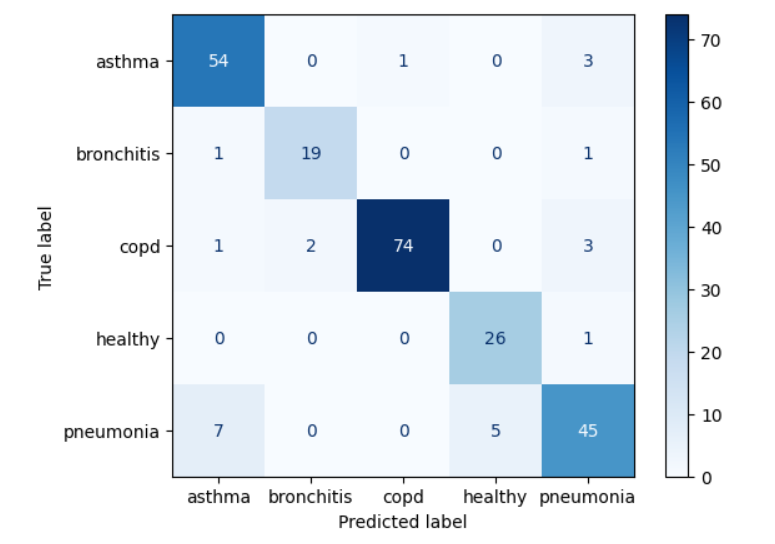 asthma 54 0 1 0 3
bronchitis 1 19 0 0 1
copd 1 2 74 0 3
healthy 0 0 0 26 1
pneumonia 7 0 0 5 45
asthma bronchitis copd healthy pneumonia
Predicted label
True label
70
60
50
40
30
20
10
0